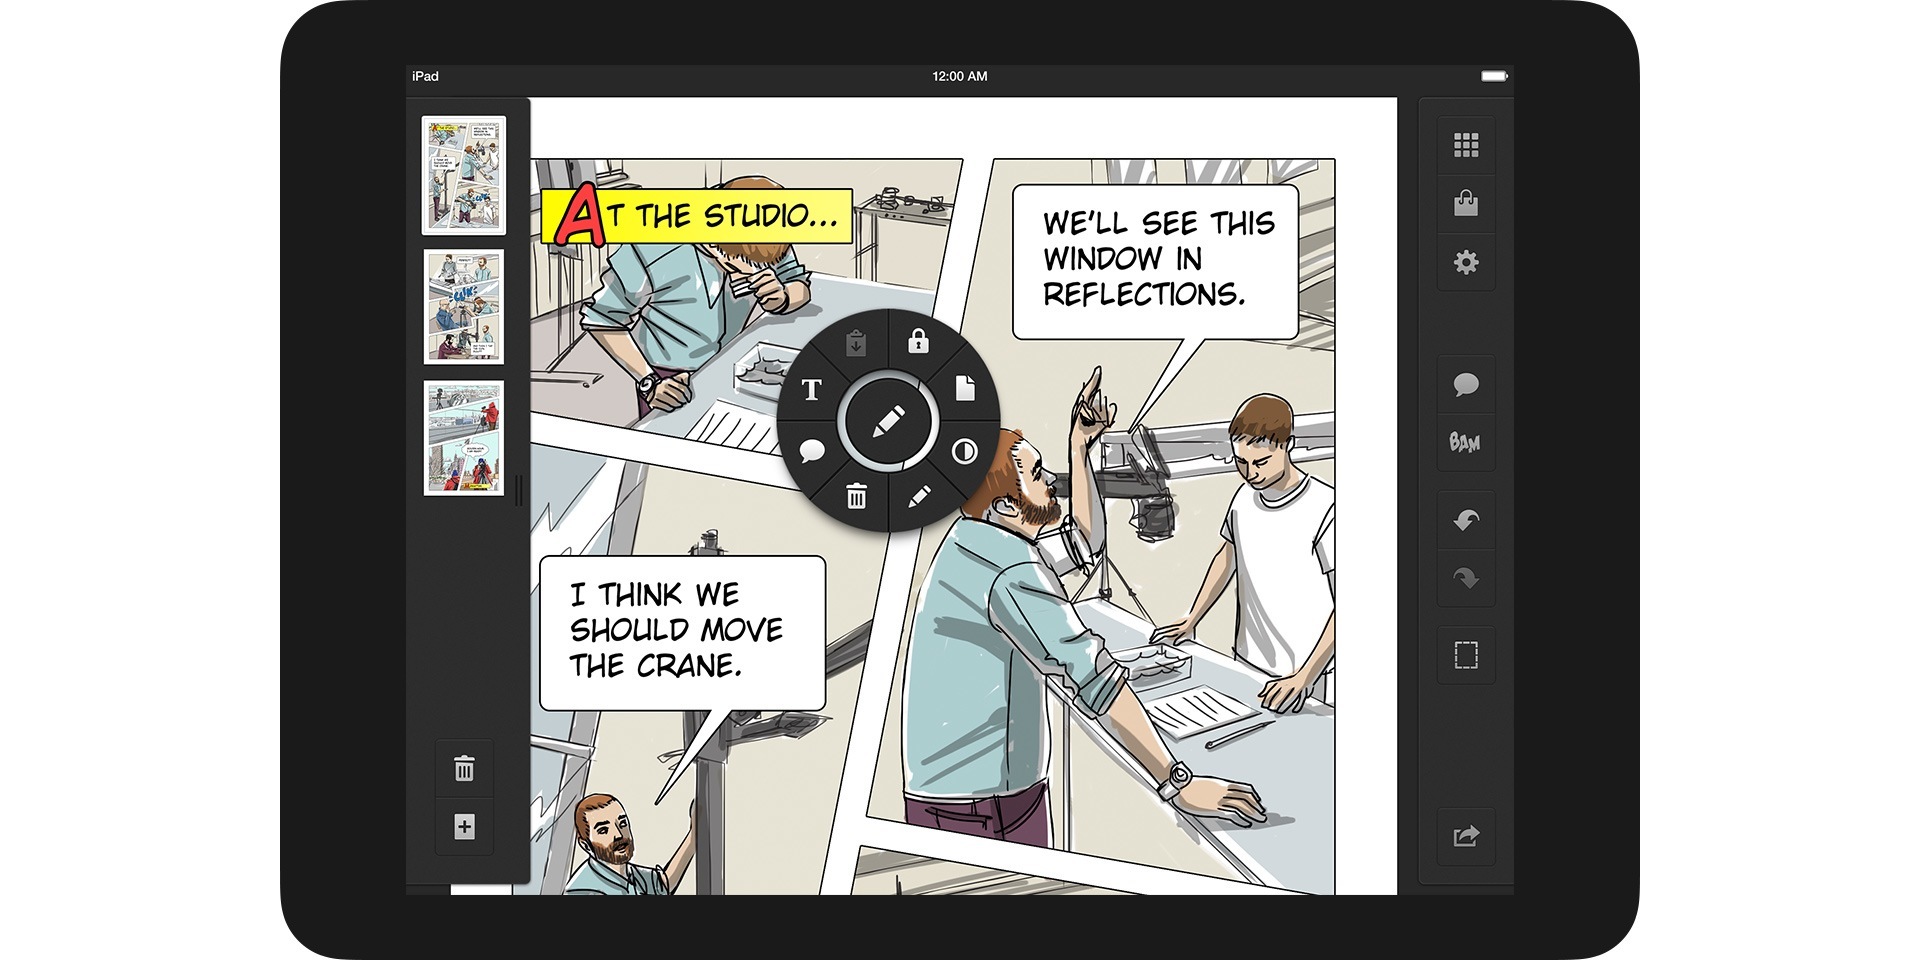 iPad
12:00 AM
AT THE STUDIO...
WE'LL SEE THIS
WINDOW IN
REFLECTIONS.
T
I THINK WE
SHOULD MOVE
THE CRANE.
BAM